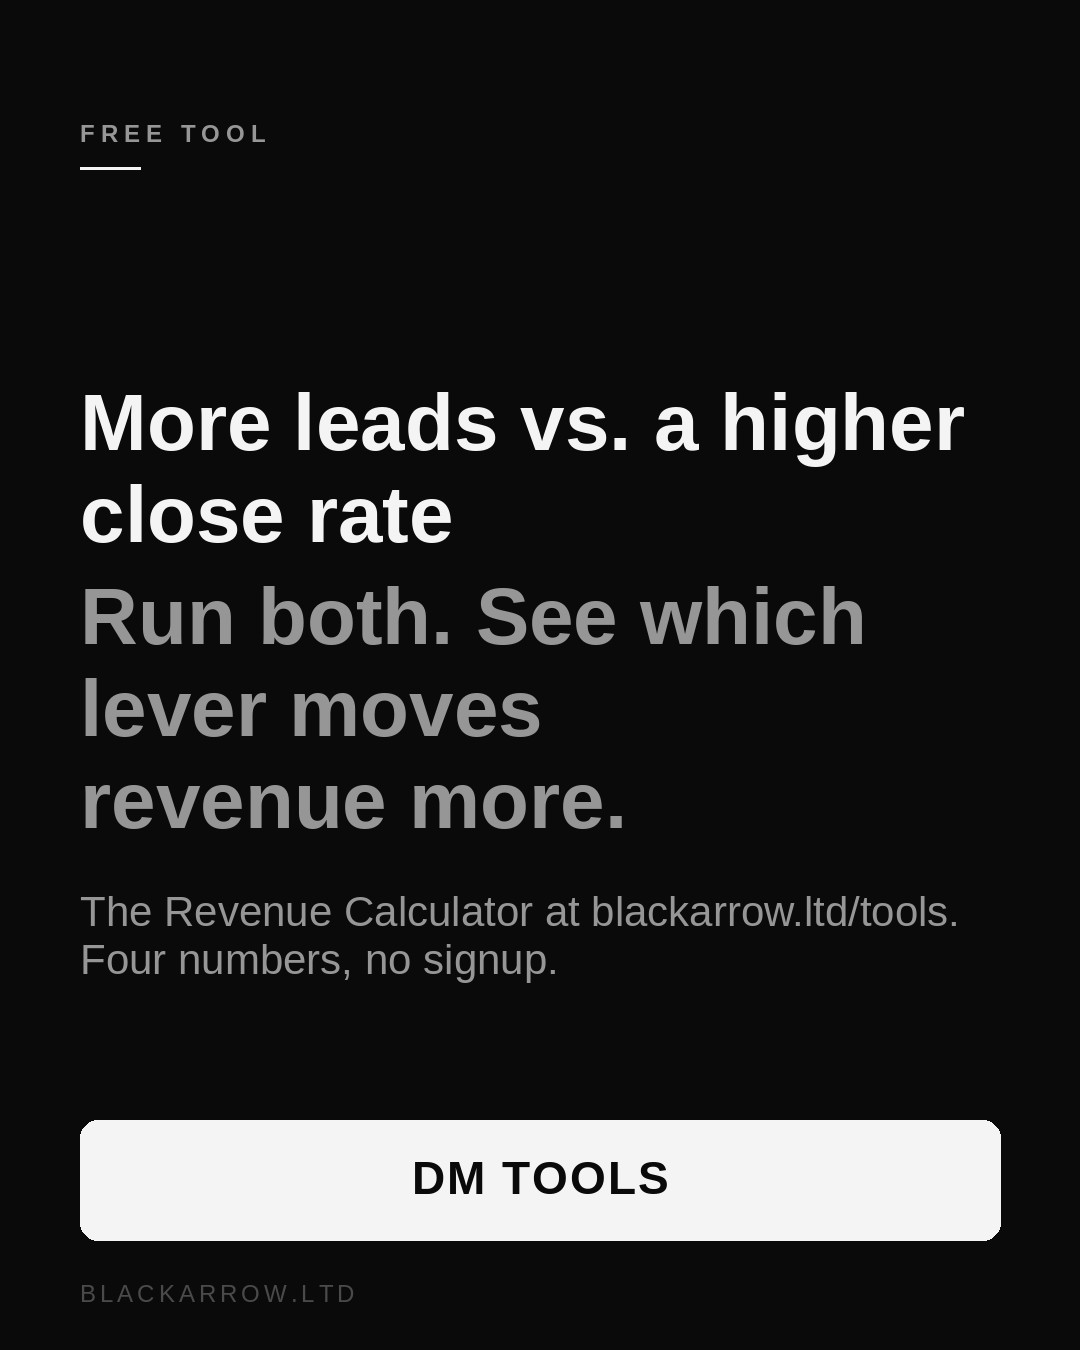 FREE TOOL
More leads vs. a higher
close rate
Run both. See which
lever moves
revenue more.
The Revenue Calculator at blackarrow.ltd/tools.
Four numbers, no signup.
DM TOOLS
BLACKARROW.LTD